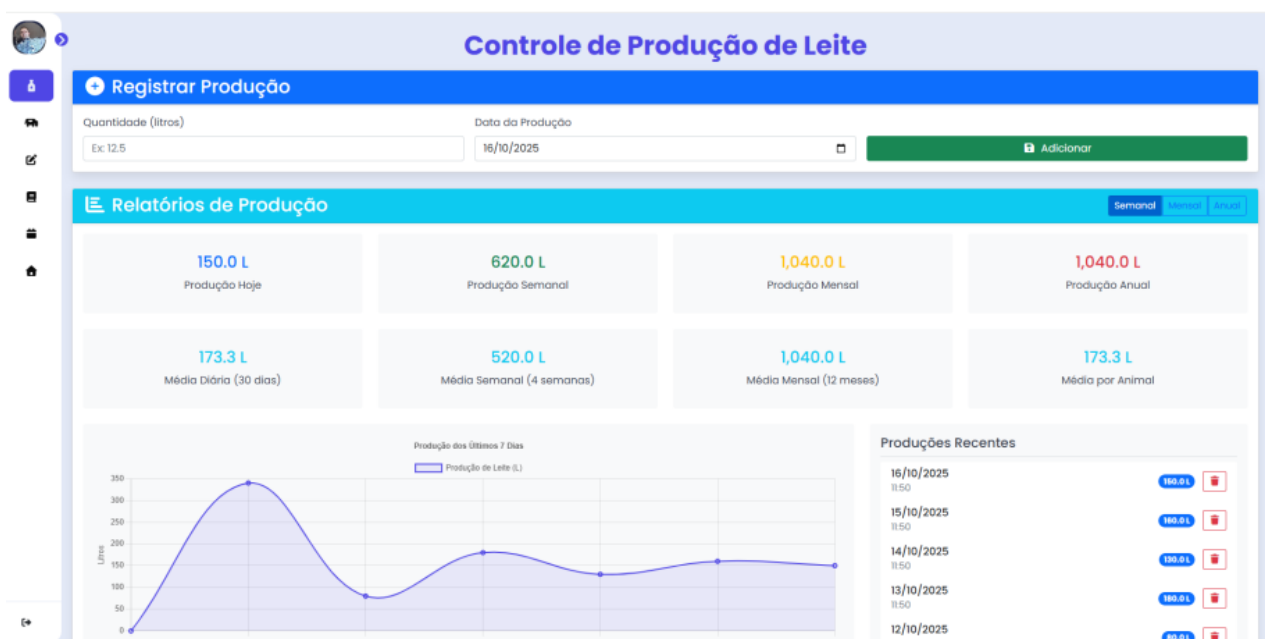 Controle de Produção de Leite
Registrar Produção
Quantidade (litros)
Data da Produção
Ex: 12.5
16/10/2025
Adicionar
Relatórios de Produção
Semanal Mensal Anual
150.0 L
Produção Hoje
620.0 L
Produção Semanal
1,040.0 L
Produção Mensal
1,040.0 L
Produção Anual
173.3 L
Média Diária (30 dias)
520.0 L
Média Semanal (4 semanas)
1,040.0 L
Média Mensal (12 meses)
173.3 L
Média por Animal
Produção dos Últimos 7 Dias
Produção de Leite (L)
Litros
350
300
250
200
150
100
50
0
Produções Recentes
16/10/2025
11:50
150.0 L
15/10/2025
11:50
160.0 L
14/10/2025
11:50
130.0 L
13/10/2025
11:50
180.0 L
12/10/2025
80.0 L